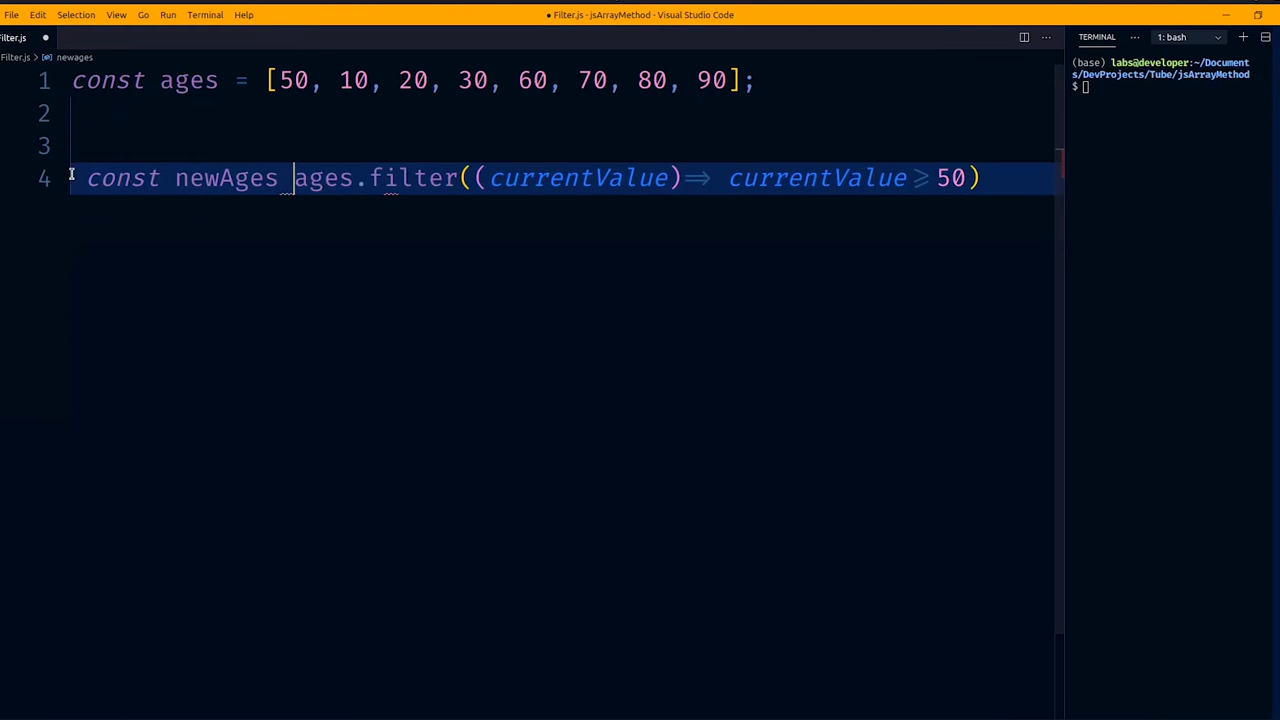 File Edit Selection View Go Run Terminal Help
● Filter.js - jsArrayMethod - Visual Studio Code
Filter.js ●
Filter.js > newages
TERMINAL ··· 1: bash
1 const ages = [50, 10, 20, 30, 60, 70, 80, 90];
2
3
4 const newAges ages.filter((currentValue)=> currentValue>=50)
(base) labs@developer:~/Document
s/DevProjects/Tube/jsArrayMethod
$